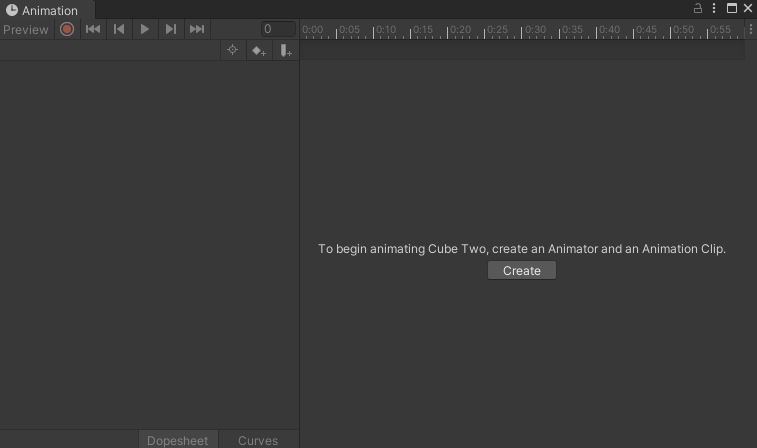 Animation
Preview 0 0:00 0:05 0:10 0:15 0:20 0:25 0:30 0:35 0:40 0:45 0:50 0:55
To begin animating Cube Two, create an Animator and an Animation Clip.
Create
Dopesheet Curves